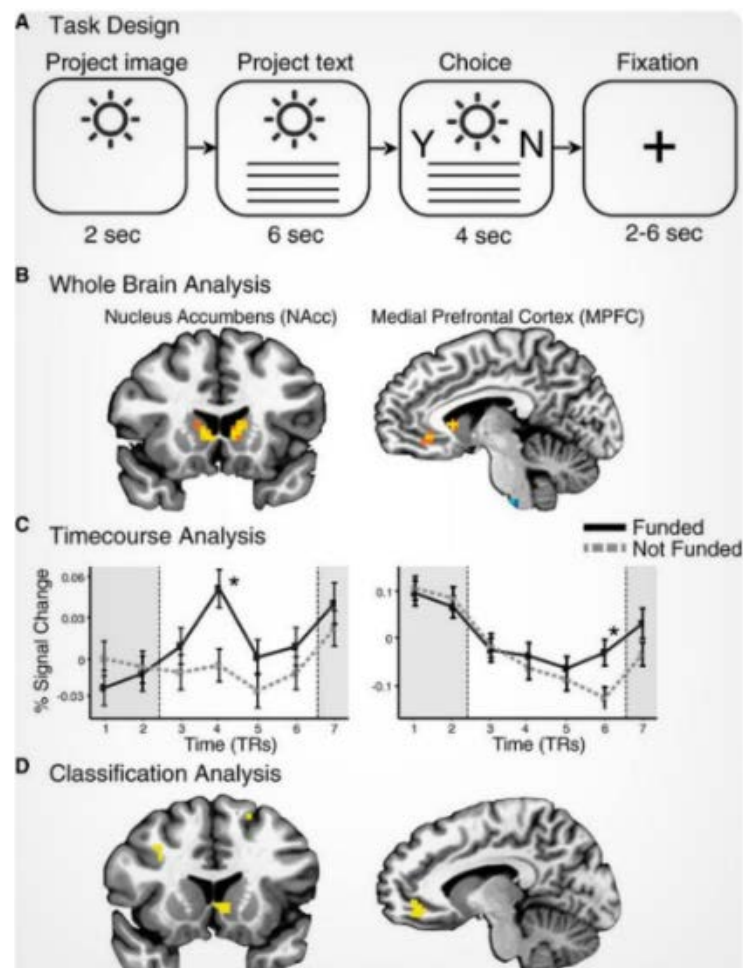 A Task Design
Project image Project text Choice Fixation
Y N +
2 sec 6 sec 4 sec 2-6 sec
B Whole Brain Analysis
Nucleus Accumbens (NAcc) Medial Prefrontal Cortex (MPFC)
C Timecourse Analysis
Funded
Not Funded
% Signal Change
0.06
0.03
0
-0.03
1 2 3 4 5 6 7
Time (TRs)
*
0.1
0
-0.1
1 2 3 4 5 6 7
Time (TRs)
*
D Classification Analysis